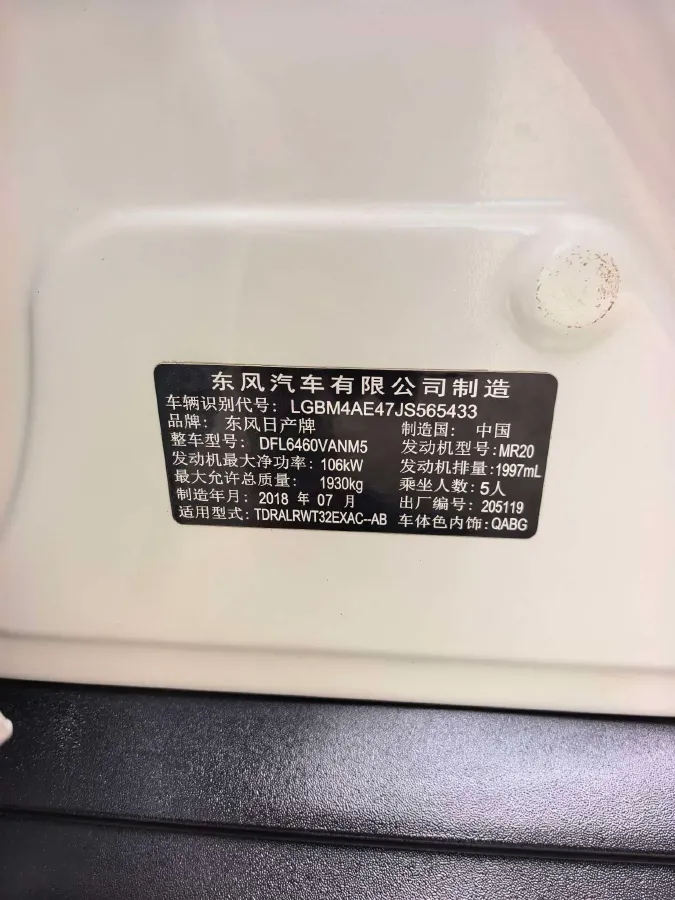 东风汽车有限公司制造
车辆识别代号: LGBM4AE47JS565433
品牌: 东风日产牌 制造国: 中国
整车型号: DFL6460VANM5 发动机型号: MR20
发动机最大净功率: 106kW 发动机排量: 1997mL
最大允许总质量: 1930kg 乘坐人数: 5人
制造年月: 2018 年 07 月 出厂编号: 205119
适用型式: TDRALRWT32EXAC--AB 车体色内饰: QABG